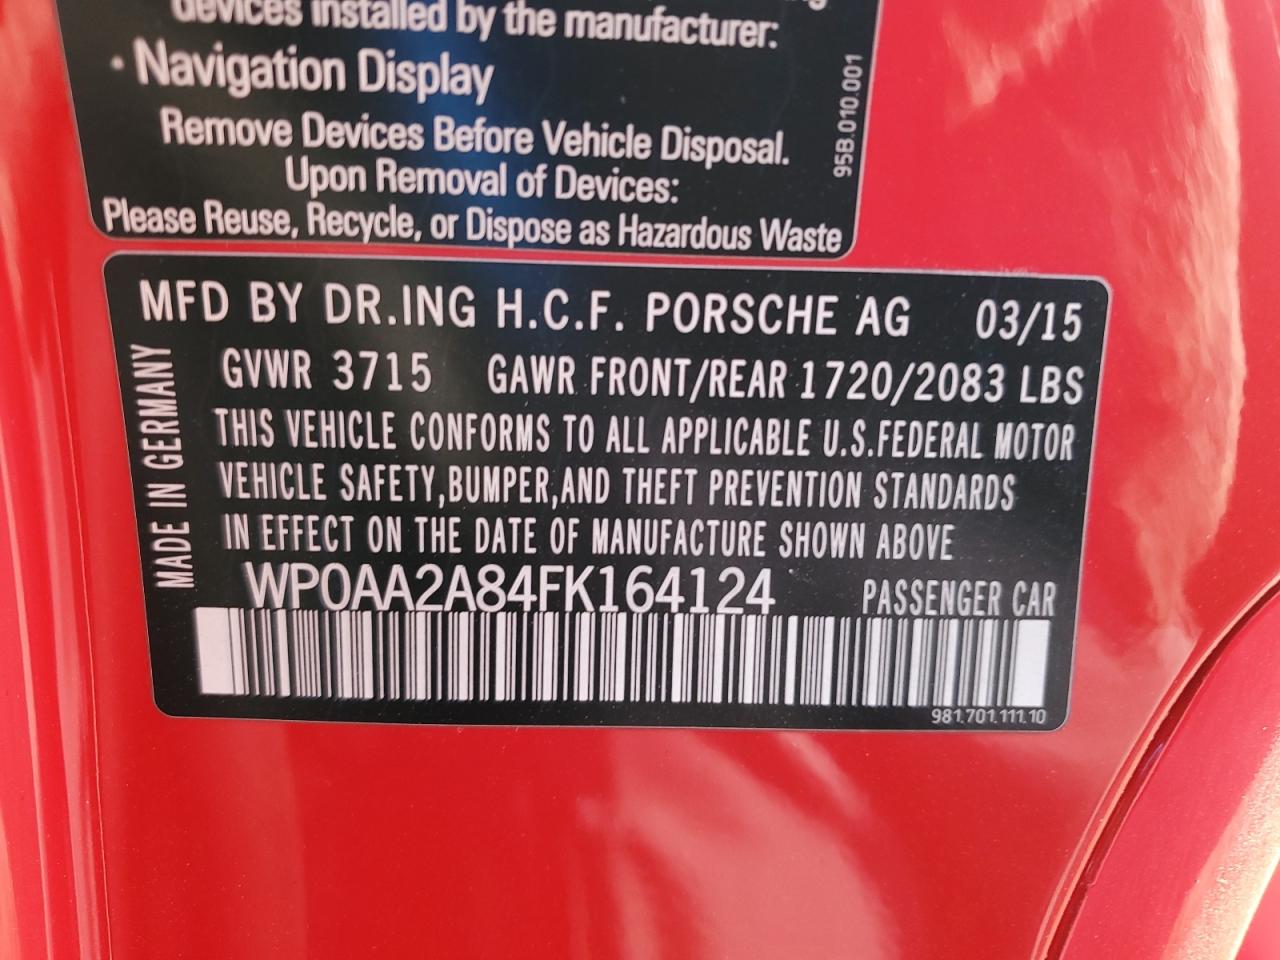 devices installed by the manufacturer:
• Navigation Display
Remove Devices Before Vehicle Disposal.
Upon Removal of Devices:
Please Reuse, Recycle, or Dispose as Hazardous Waste
95B.010.001
MFD BY DR.ING H.C.F. PORSCHE AG 03/15
GVWR 3715 GAWR FRONT/REAR 1720/2083 LBS
THIS VEHICLE CONFORMS TO ALL APPLICABLE U.S.FEDERAL MOTOR
VEHICLE SAFETY,BUMPER,AND THEFT PREVENTION STANDARDS
IN EFFECT ON THE DATE OF MANUFACTURE SHOWN ABOVE
MADE IN GERMANY
WP0AA2A84FK164124 PASSENGER CAR
981.701.111.10